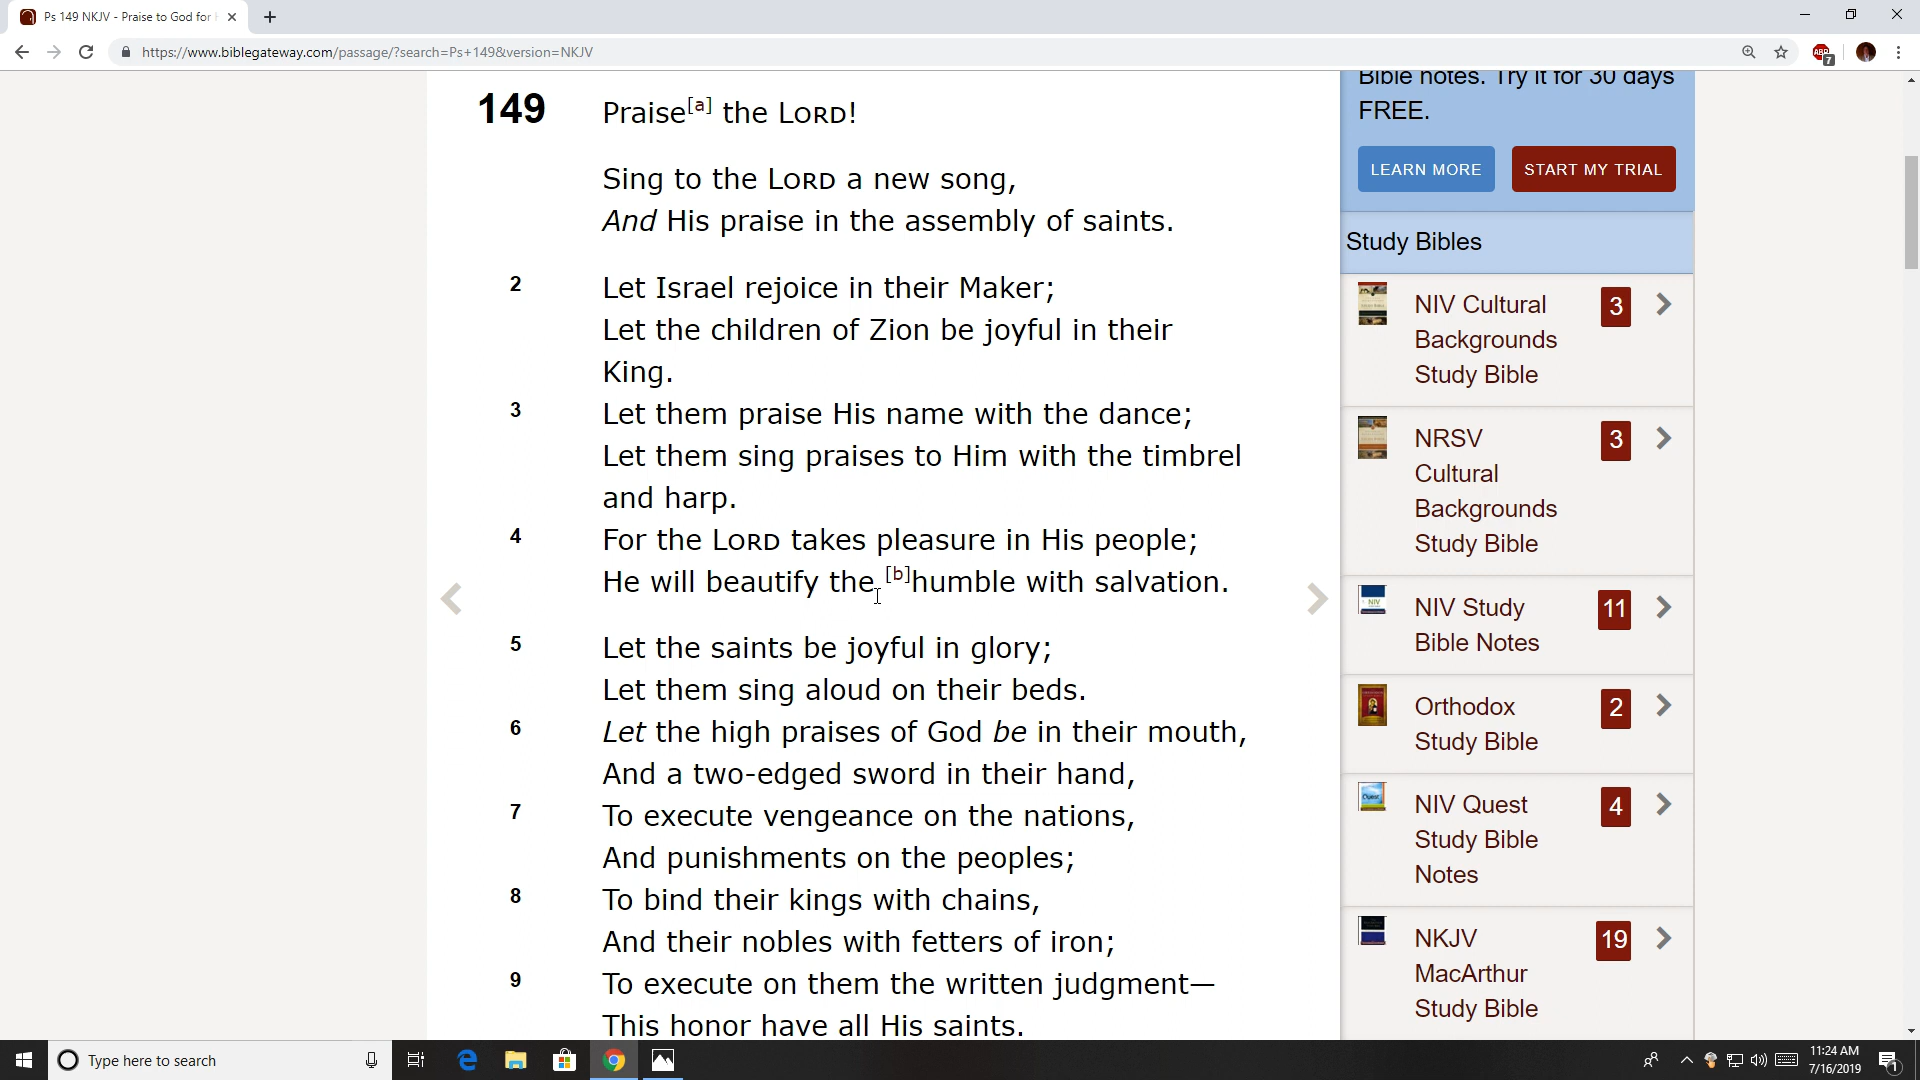 Ps 149 NKJV - Praise to God for
https://www.biblegateway.com/passage/?search=Ps+149&version=NKJV
ABP
7
149 Praise[a] the LORD!
Sing to the LORD a new song,
And His praise in the assembly of saints.
2 Let Israel rejoice in their Maker;
Let the children of Zion be joyful in their
King.
3 Let them praise His name with the dance;
Let them sing praises to Him with the timbrel
and harp.
4 For the LORD takes pleasure in His people;
He will beautify the [b]humble with salvation.
5 Let the saints be joyful in glory;
Let them sing aloud on their beds.
6 Let the high praises of God be in their mouth,
And a two-edged sword in their hand,
7 To execute vengeance on the nations,
And punishments on the peoples;
8 To bind their kings with chains,
And their nobles with fetters of iron;
9 To execute on them the written judgment—
This honor have all His saints.
Bible notes. Try it for 30 days
FREE.
LEARN MORE
START MY TRIAL
Study Bibles
NIV Cultural 3
Backgrounds
Study Bible
NRSV 3
Cultural
Backgrounds
Study Bible
NIV Study 11
Bible Notes
Orthodox 2
Study Bible
NIV Quest 4
Study Bible
Notes
NKJV 19
MacArthur
Study Bible
Type here to search
11:24 AM
7/16/2019
1